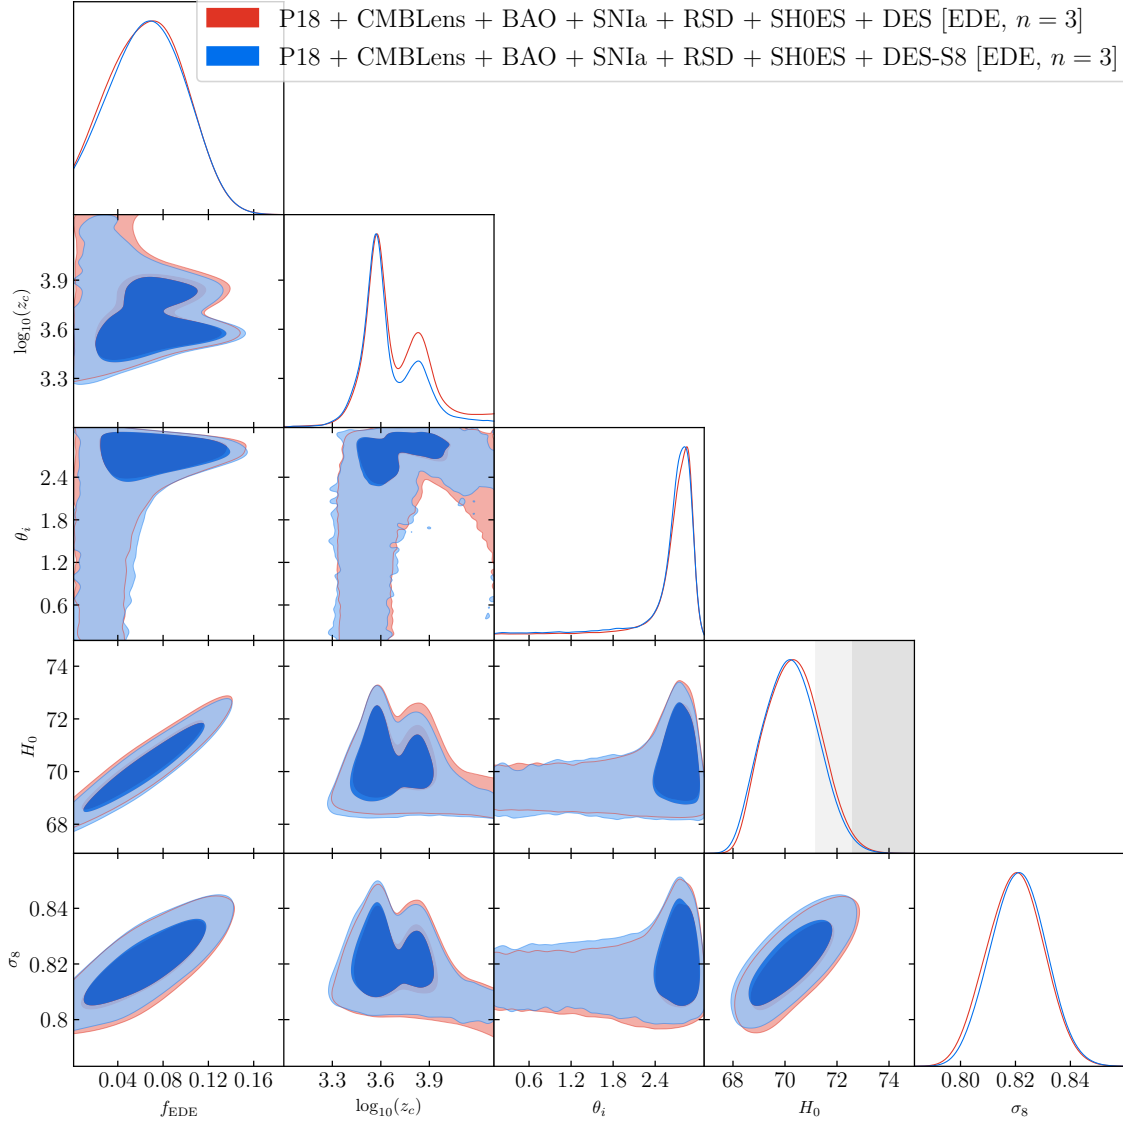 P18 + CMBLens + BAO + SNIa + RSD + SH0ES + DES [EDE, n = 3]
P18 + CMBLens + BAO + SNIa + RSD + SH0ES + DES-S8 [EDE, n = 3]
log₁₀(z_c)
3.9
3.6
3.3
θᵢ
2.4
1.8
1.2
0.6
H₀
74
72
70
68
σ₈
0.84
0.82
0.8
0.04 0.08 0.12 0.16
3.3 3.6 3.9
0.6 1.2 1.8 2.4
68 70 72 74
0.80 0.82 0.84
f_EDE
log₁₀(z_c)
θᵢ
H₀
σ₈